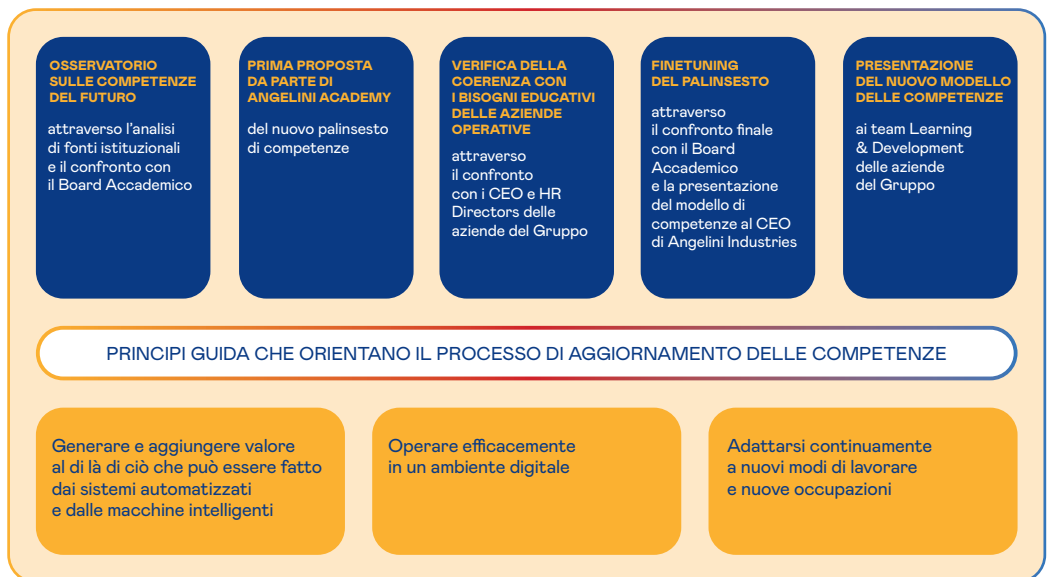 OSSERVATORIO
SULLE COMPETENZE
DEL FUTURO
attraverso l'analisi
di fonti istituzionali
e il confronto con
il Board Accademico
PRIMA PROPOSTA
DA PARTE DI
ANGELINI ACADEMY
del nuovo palinsesto
di competenze
VERIFICA DELLA
COERENZA CON
I BISOGNI EDUCATIVI
DELLE AZIENDE
OPERATIVE
attraverso
il confronto
con i CEO e HR
Directors delle
aziende del Gruppo
FINETUNING
DEL PALINSESTO
attraverso
il confronto finale
con il Board
Accademico
e la presentazione
del modello di
competenze al CEO
di Angelini Industries
PRESENTAZIONE
DEL NUOVO MODELLO
DELLE COMPETENZE
ai team Learning
& Development
delle aziende
del Gruppo
PRINCIPI GUIDA CHE ORIENTANO IL PROCESSO DI AGGIORNAMENTO DELLE COMPETENZE
Generare e aggiungere valore
al di là di ciò che può essere fatto
dai sistemi automatizzati
e dalle macchine intelligenti
Operare efficacemente
in un ambiente digitale
Adattarsi continuamente
a nuovi modi di lavorare
e nuove occupazioni